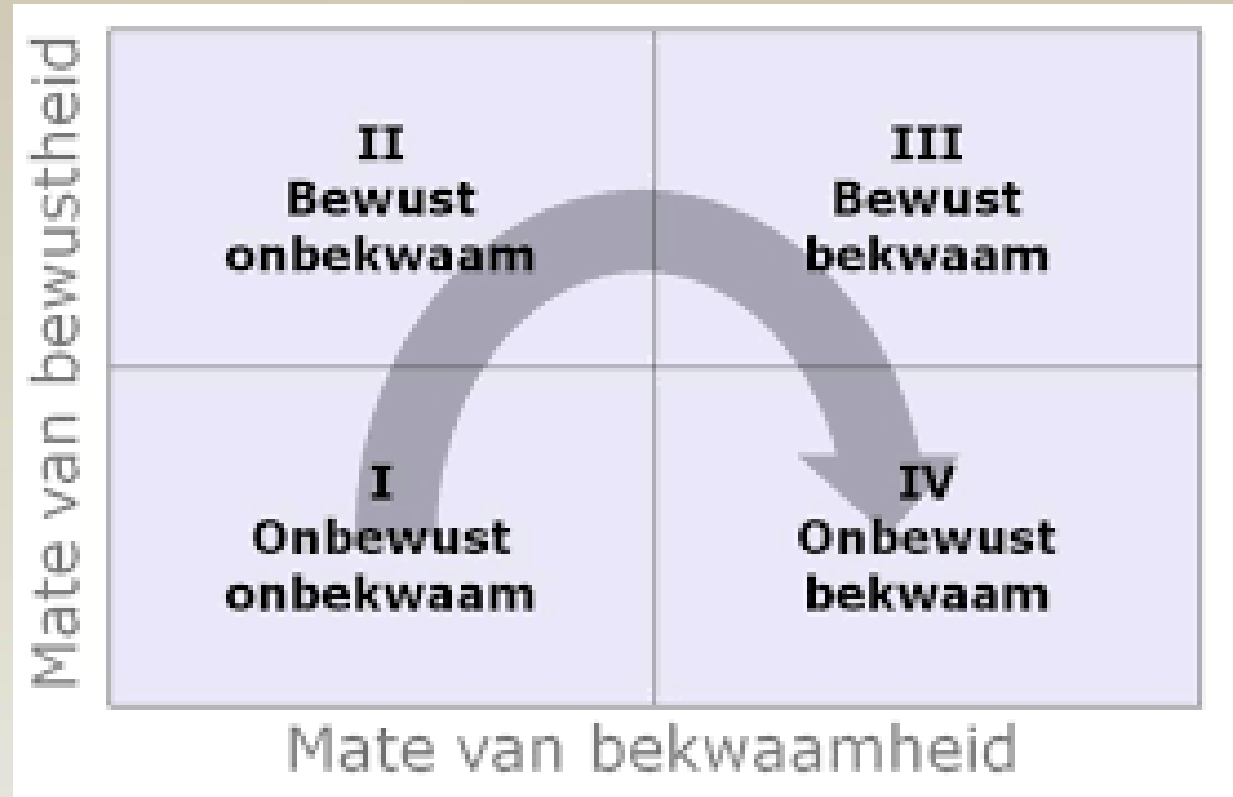 Mate van bewustheid
II
Bewust
onbekwaam
III
Bewust
bekwaam
I
Onbewust
onbekwaam
IV
Onbewust
bekwaam
Mate van bekwaamheid